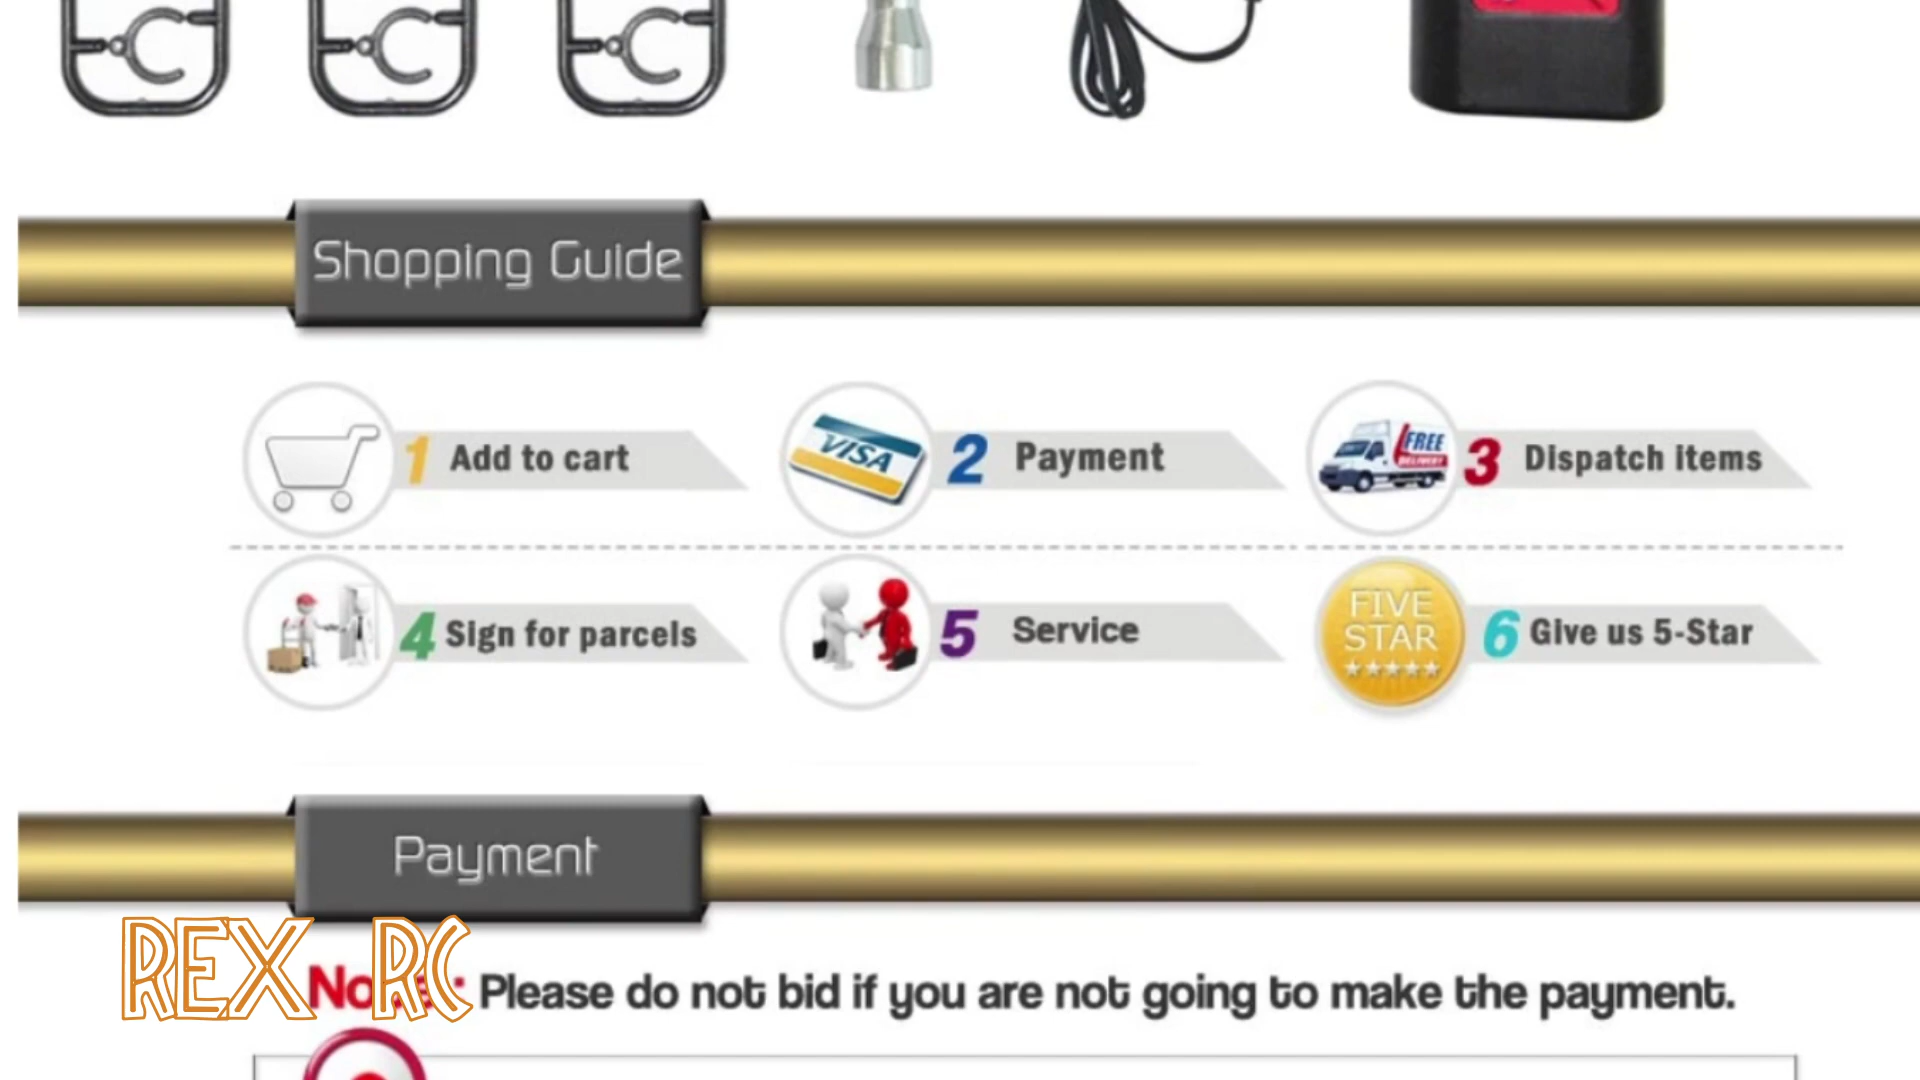 Shopping Guide
1 Add to cart
VISA
2 Payment
FREE
DELIVERY
3 Dispatch items
4 Sign for parcels
5 Service
FIVE
STAR
6 Give us 5-Star
Payment
REX RC
Please do not bid if you are not going to make the payment.